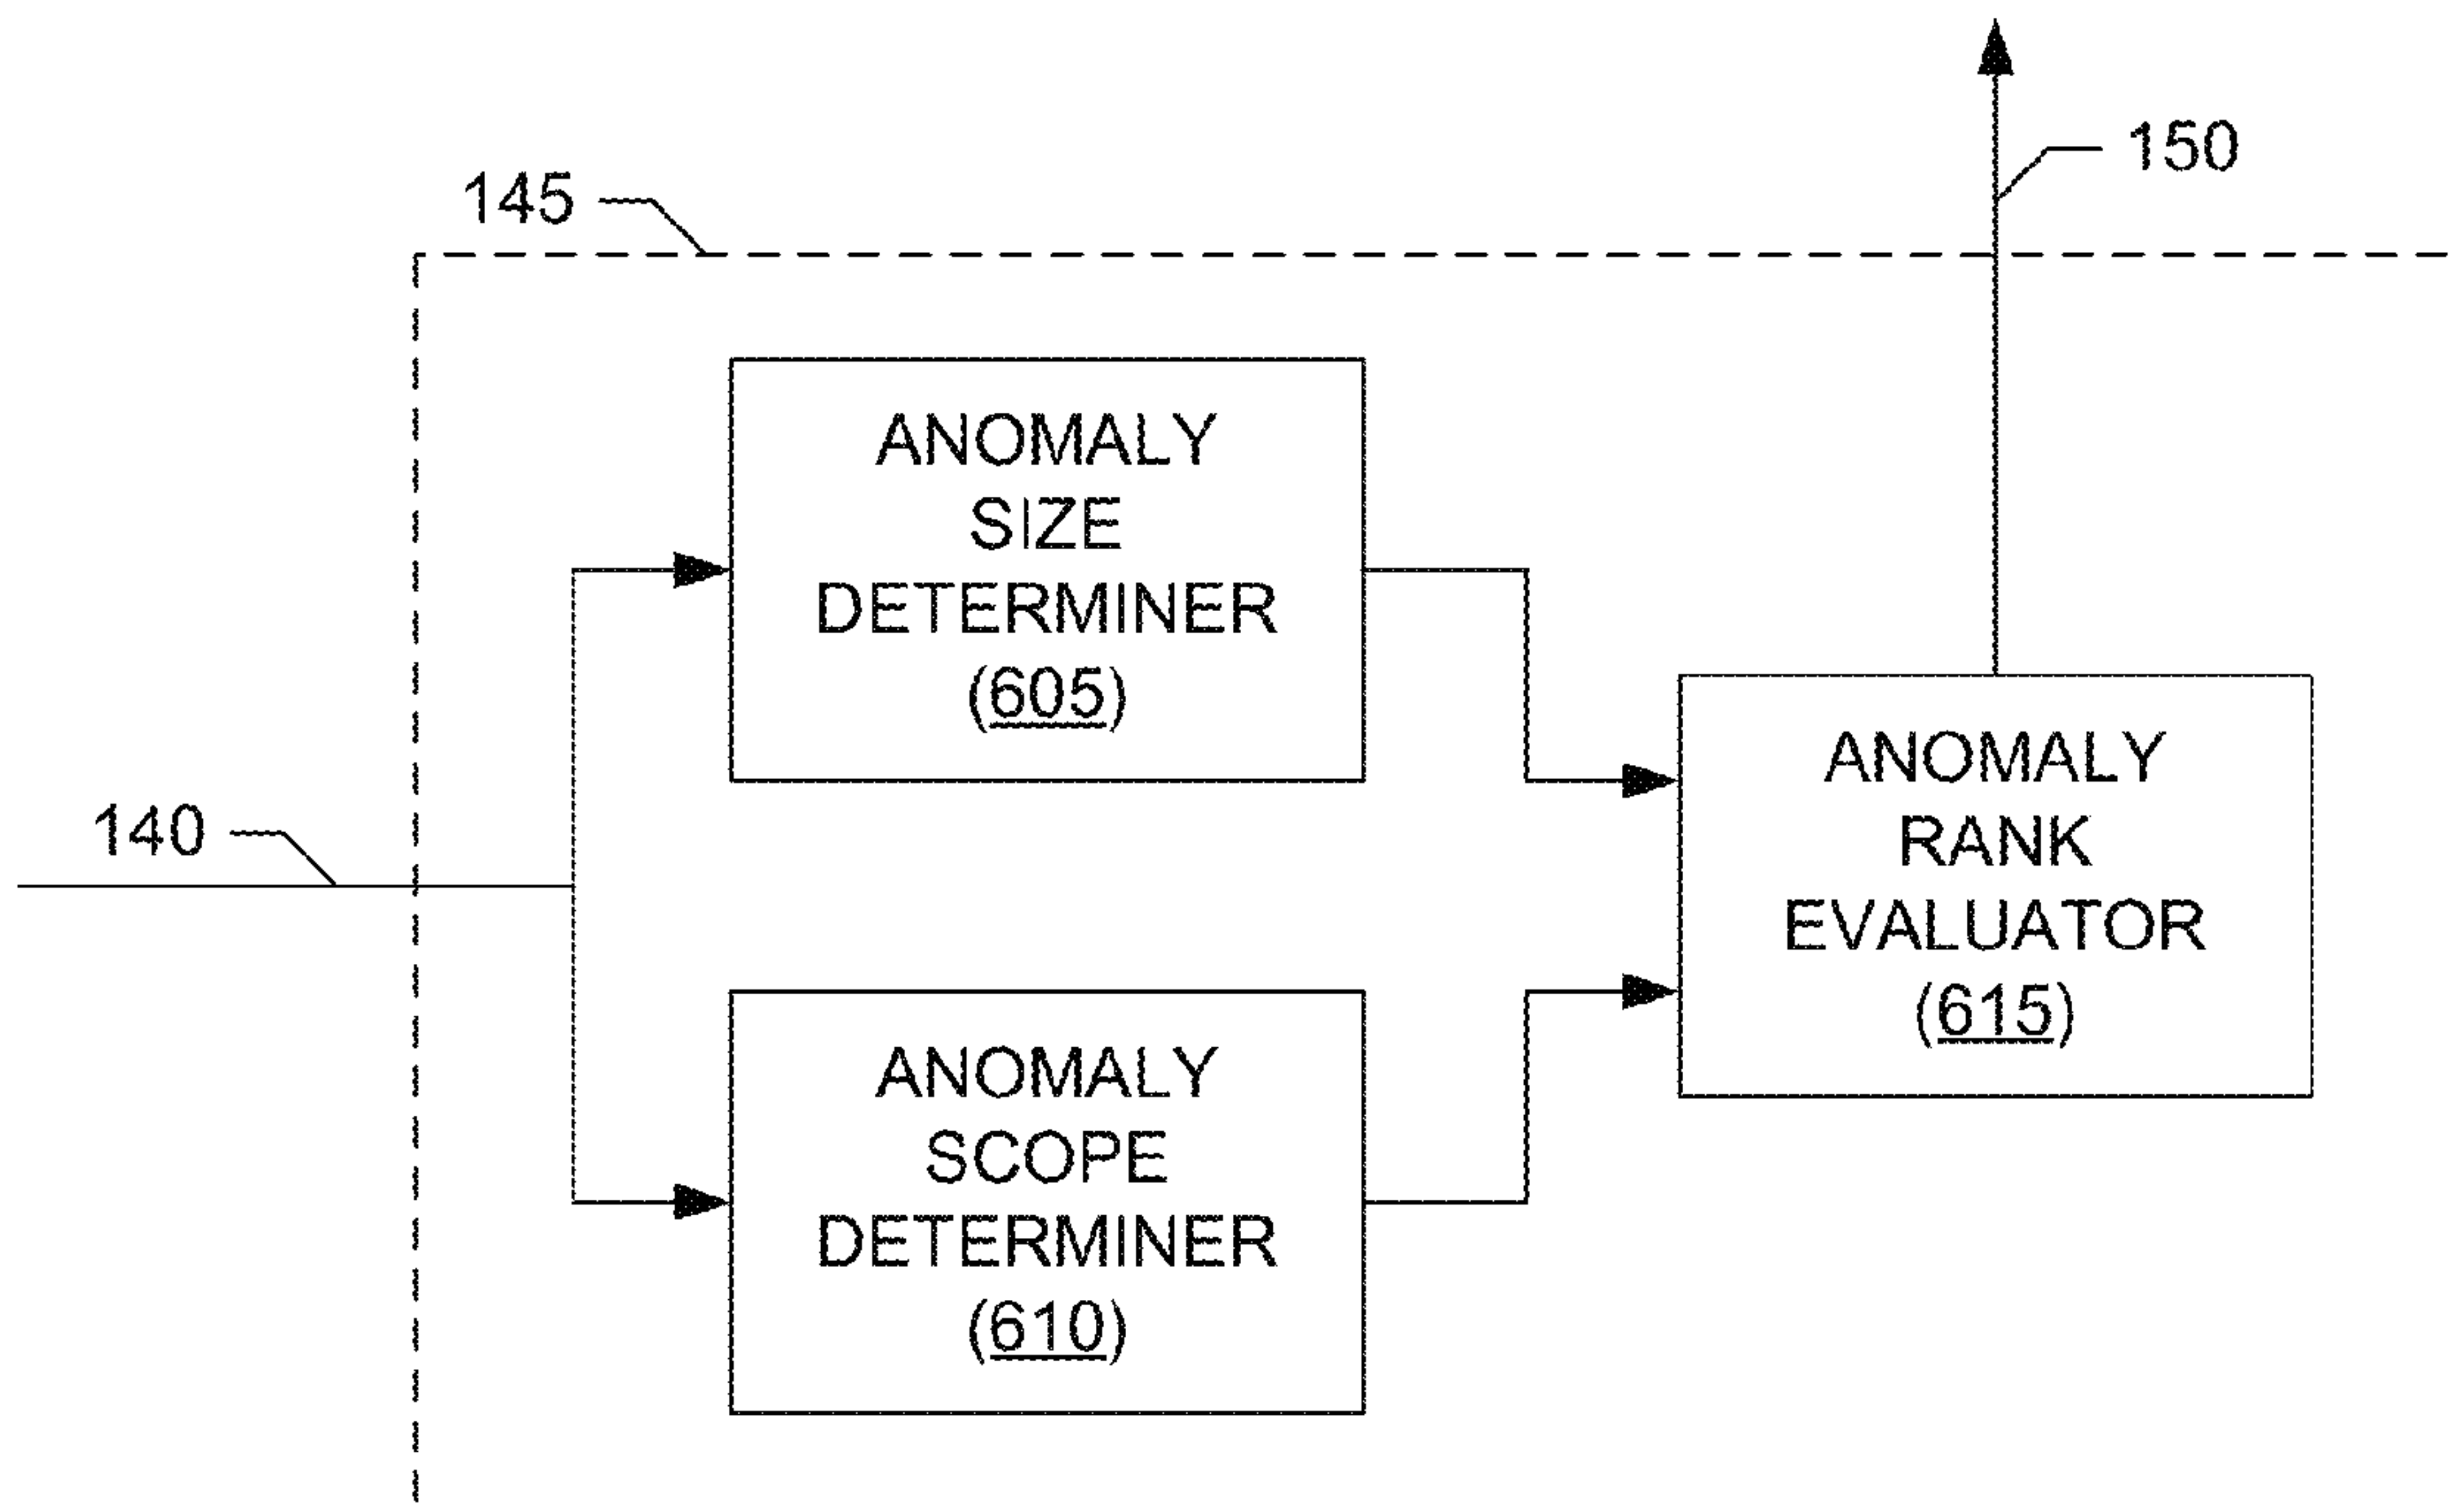 150
145
ANOMALY
SIZE
DETERMINER
(605)
140
ANOMALY
RANK
EVALUATOR
(615)
ANOMALY
SCOPE
DETERMINER
(610)